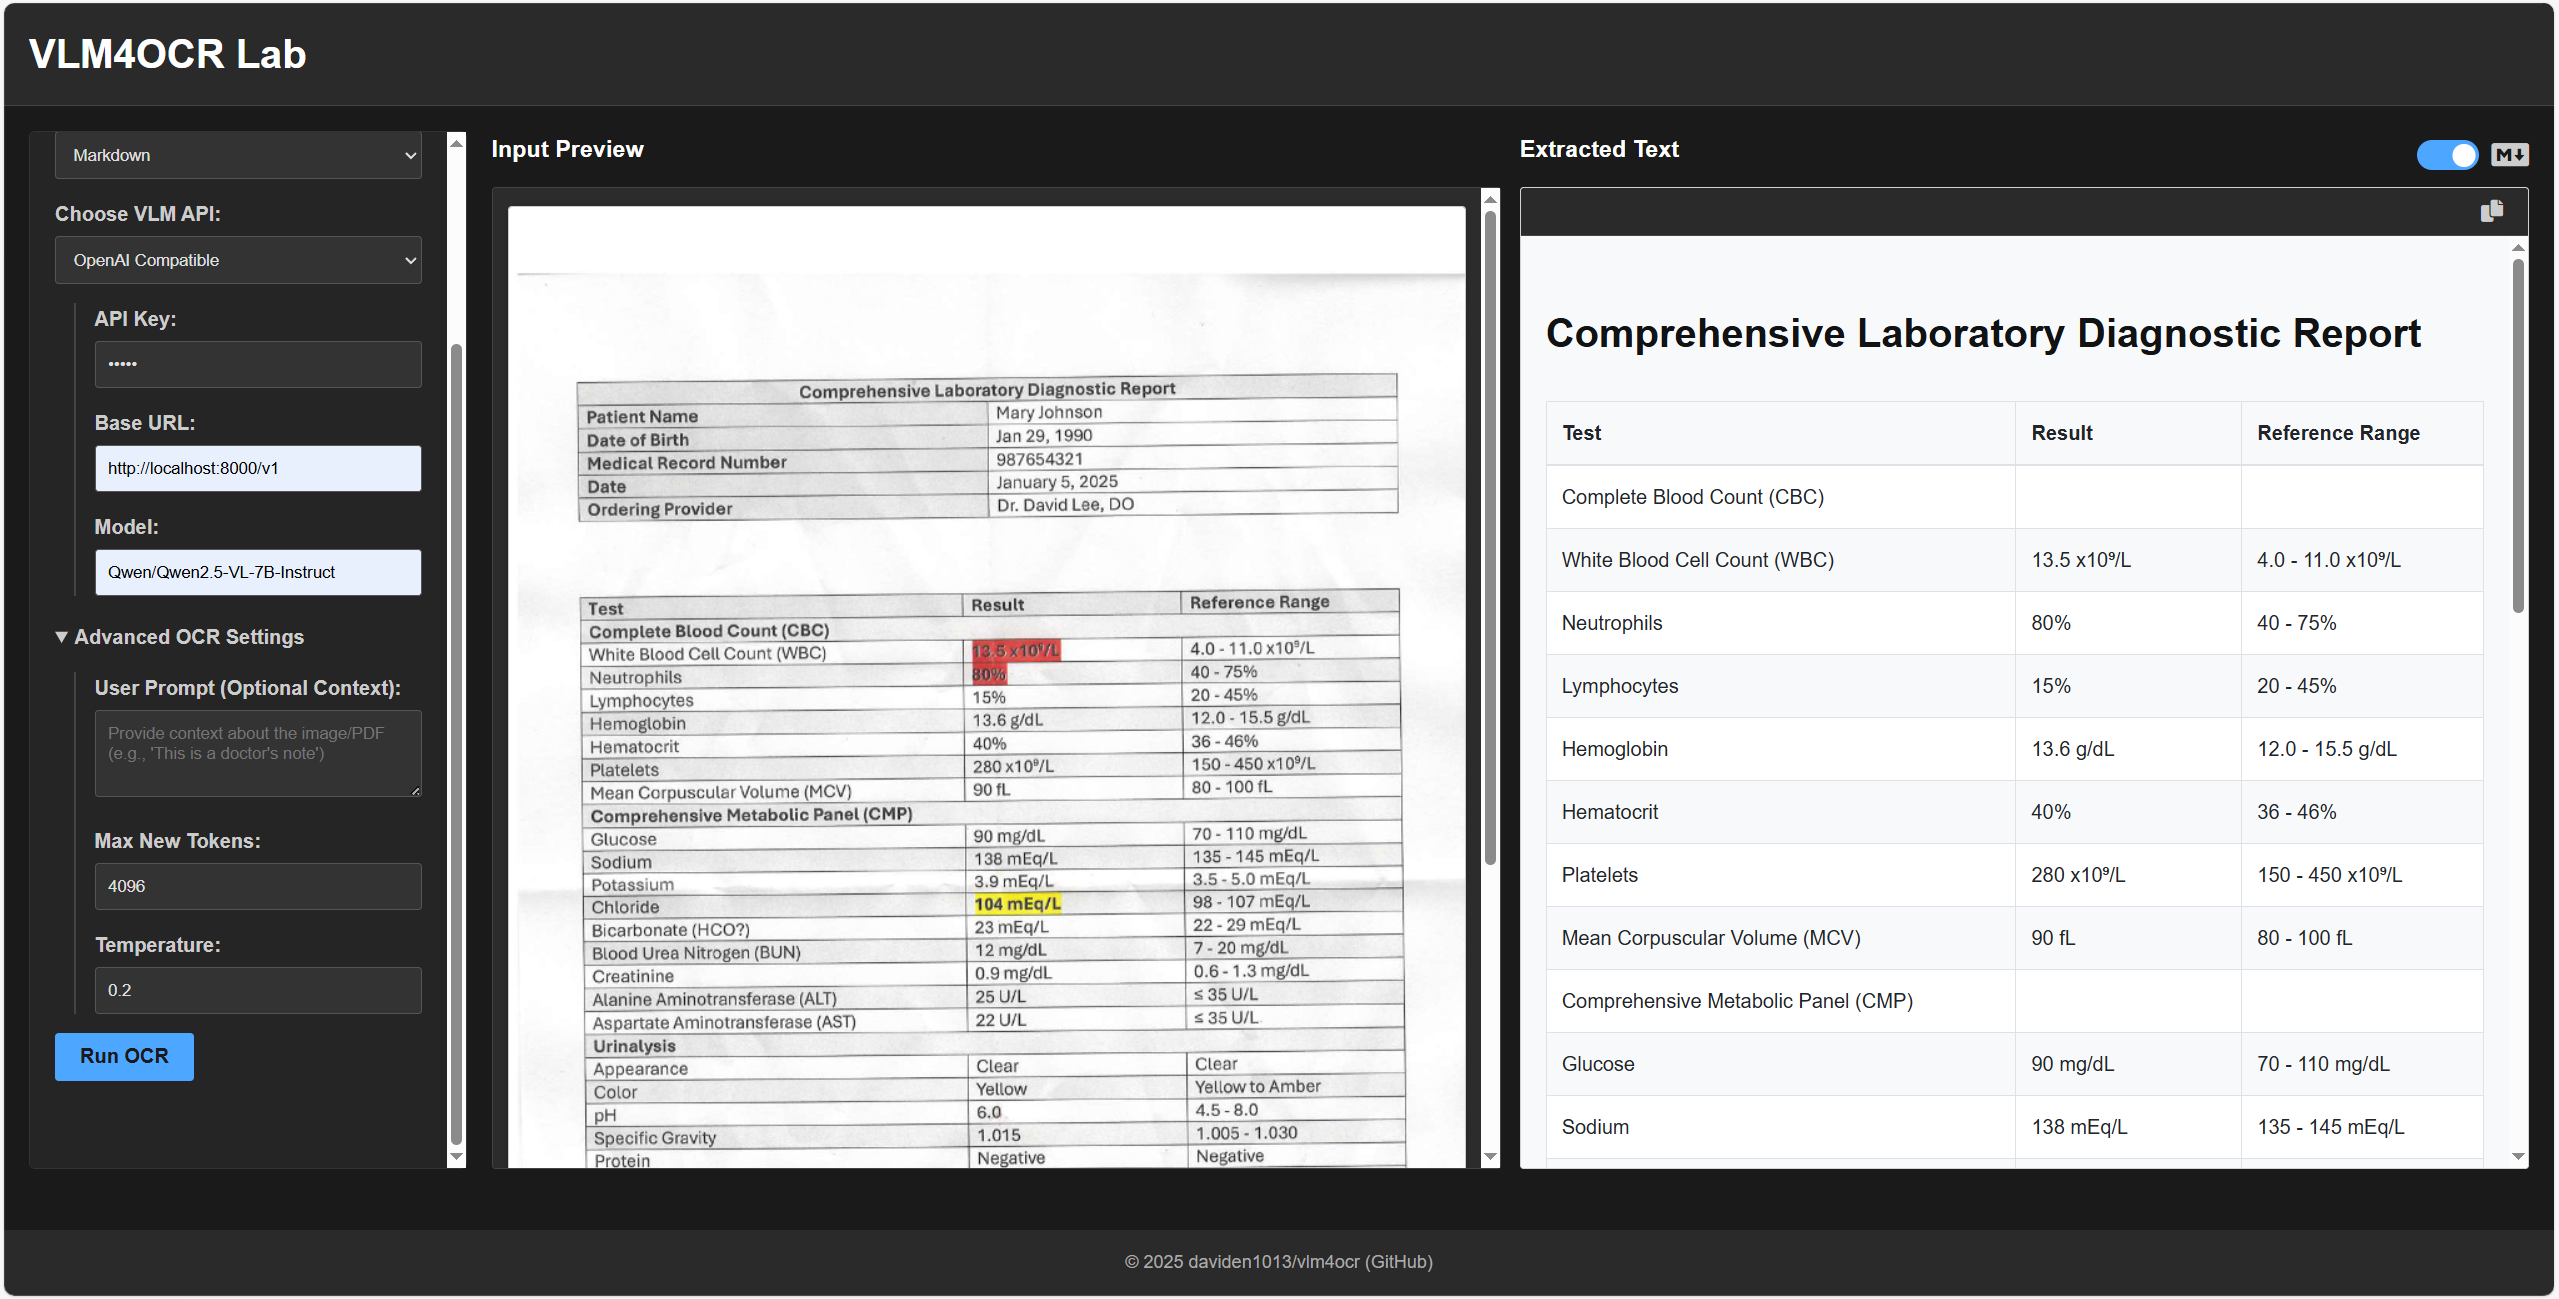 VLM4OCR Lab
Markdown
Choose VLM API:
OpenAI Compatible
API Key:
•••••
Base URL:
http://localhost:8000/v1
Model:
Qwen/Qwen2.5-VL-7B-Instruct
▼ Advanced OCR Settings
User Prompt (Optional Context):
Provide context about the image/PDF
(e.g., 'This is a doctor's note')
Max New Tokens:
4096
Temperature:
0.2
Run OCR
Input Preview
Comprehensive Laboratory Diagnostic Report
Patient Name Mary Johnson
Date of Birth Jan 29, 1990
Medical Record Number 987654321
Date January 5, 2025
Ordering Provider Dr. David Lee, DO
Test Result Reference Range
Complete Blood Count (CBC)
White Blood Cell Count (WBC) 13.5 x10⁹/L 4.0 - 11.0 x10⁹/L
Neutrophils 80% 40 - 75%
Lymphocytes 15% 20 - 45%
Hemoglobin 13.6 g/dL 12.0 - 15.5 g/dL
Hematocrit 40% 36 - 46%
Platelets 280 x10⁹/L 150 - 450 x10⁹/L
Mean Corpuscular Volume (MCV) 90 fL 80 - 100 fL
Comprehensive Metabolic Panel (CMP)
Glucose 90 mg/dL 70 - 110 mg/dL
Sodium 138 mEq/L 135 - 145 mEq/L
Potassium 3.9 mEq/L 3.5 - 5.0 mEq/L
Chloride 104 mEq/L 98 - 107 mEq/L
Bicarbonate (HCO?) 23 mEq/L 22 - 29 mEq/L
Blood Urea Nitrogen (BUN) 12 mg/dL 7 - 20 mg/dL
Creatinine 0.9 mg/dL 0.6 - 1.3 mg/dL
Alanine Aminotransferase (ALT) 25 U/L ≤ 35 U/L
Aspartate Aminotransferase (AST) 22 U/L ≤ 35 U/L
Urinalysis
Appearance Clear Clear
Color Yellow Yellow to Amber
pH 6.0 4.5 - 8.0
Specific Gravity 1.015 1.005 - 1.030
Protein Negative Negative
Extracted Text
M↓
Comprehensive Laboratory Diagnostic Report
Test Result Reference Range
Complete Blood Count (CBC)
White Blood Cell Count (WBC) 13.5 x10⁹/L 4.0 - 11.0 x10⁹/L
Neutrophils 80% 40 - 75%
Lymphocytes 15% 20 - 45%
Hemoglobin 13.6 g/dL 12.0 - 15.5 g/dL
Hematocrit 40% 36 - 46%
Platelets 280 x10⁹/L 150 - 450 x10⁹/L
Mean Corpuscular Volume (MCV) 90 fL 80 - 100 fL
Comprehensive Metabolic Panel (CMP)
Glucose 90 mg/dL 70 - 110 mg/dL
Sodium 138 mEq/L 135 - 145 mEq/L
© 2025 daviden1013/vlm4ocr (GitHub)